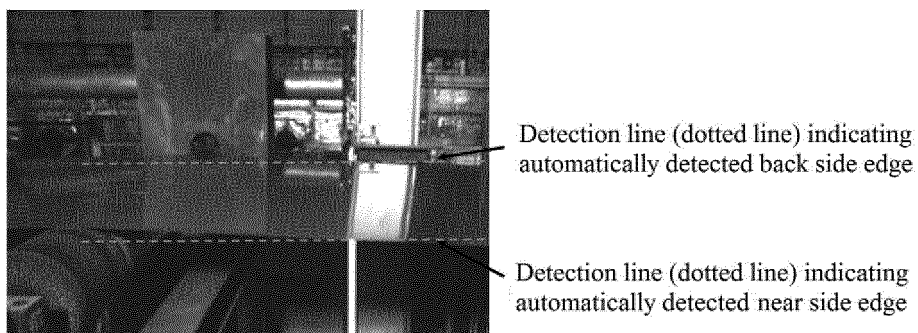 Detection line (dotted line) indicating
automatically detected back side edge
Detection line (dotted line) indicating
automatically detected near side edge